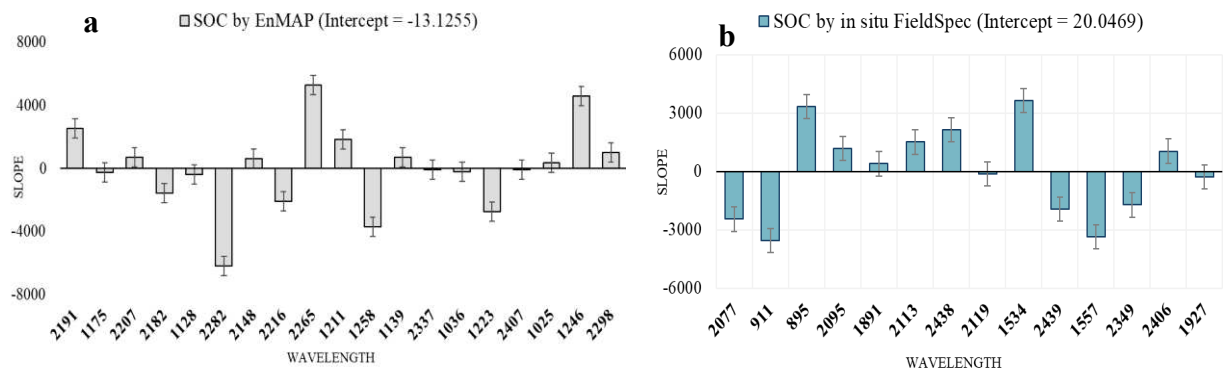 a
SOC by EnMAP (Intercept = -13.1255)
8000
4000
0
-4000
-8000
SLOPE
2191 1175 2207 2182 1128 2282 2148 2216 2265 1211 1258 1139 2337 1036 1223 2407 1025 1246 2298
WAVELENGTH
b
SOC by in situ FieldSpec (Intercept = 20.0469)
6000
3000
0
-3000
-6000
SLOPE
2077 911 895 2095 1891 2113 2438 2119 1534 2439 1557 2349 2406 1927
WAVELENGTH